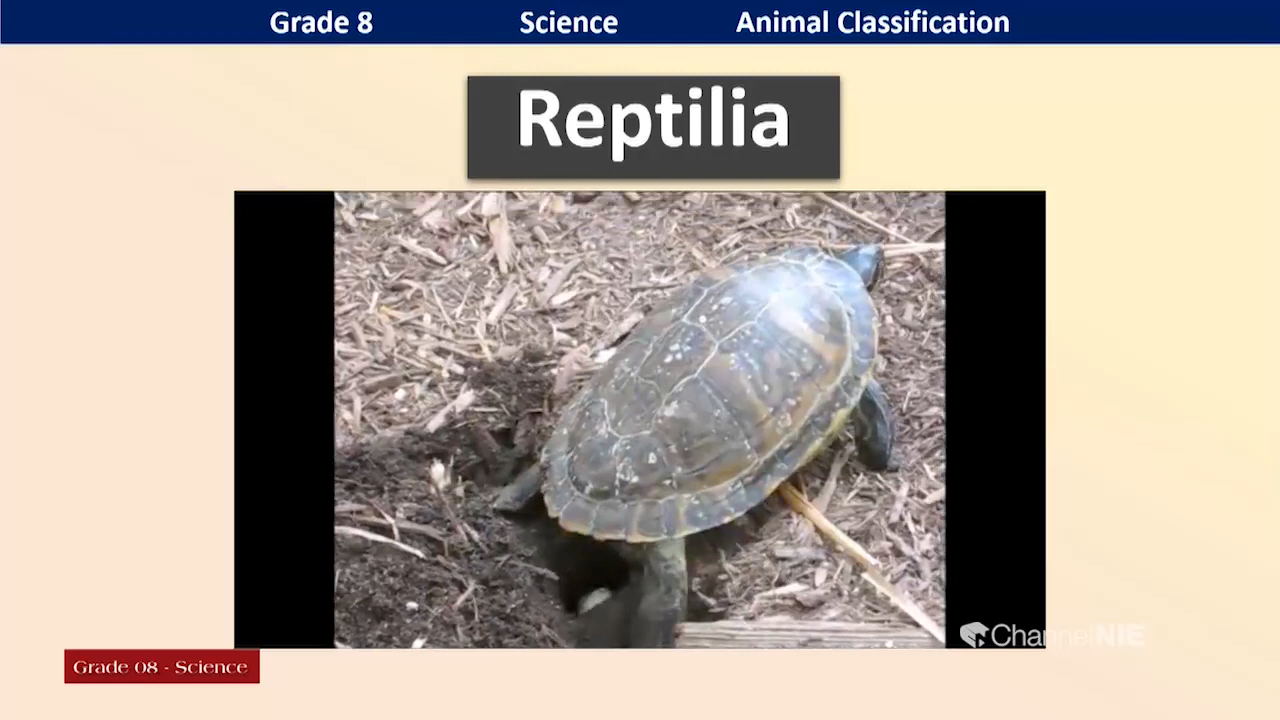 Grade 8 Science Animal Classification
Reptilia
ChannelNIE
Grade 08 - Science